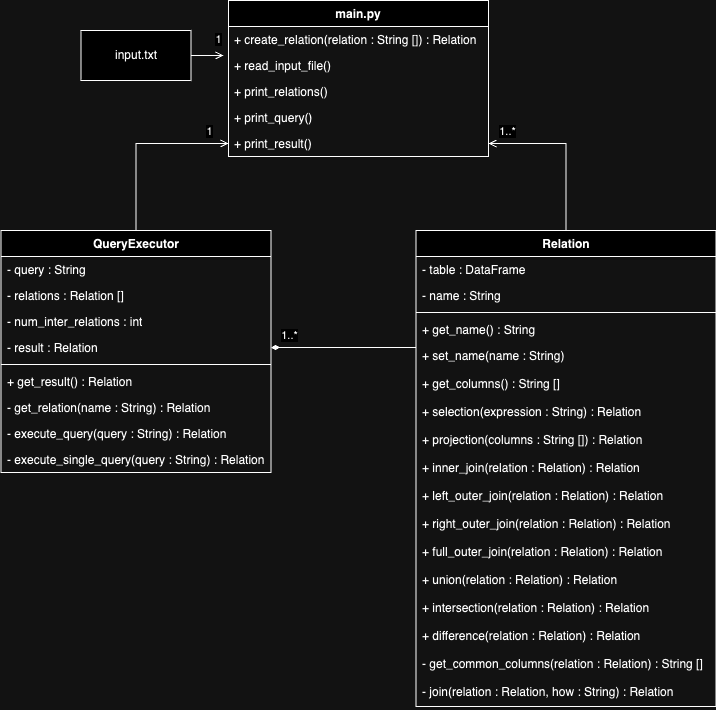 main.py
input.txt
1
+ create_relation(relation : String []) : Relation
+ read_input_file()
+ print_relations()
+ print_query()
+ print_result()
1
1..*
QueryExecutor
- query : String
- relations : Relation []
- num_inter_relations : int
- result : Relation
+ get_result() : Relation
- get_relation(name : String) : Relation
- execute_query(query : String) : Relation
- execute_single_query(query : String) : Relation
1..*
Relation
- table : DataFrame
- name : String
+ get_name() : String
+ set_name(name : String)
+ get_columns() : String []
+ selection(expression : String) : Relation
+ projection(columns : String []) : Relation
+ inner_join(relation : Relation) : Relation
+ left_outer_join(relation : Relation) : Relation
+ right_outer_join(relation : Relation) : Relation
+ full_outer_join(relation : Relation) : Relation
+ union(relation : Relation) : Relation
+ intersection(relation : Relation) : Relation
+ difference(relation : Relation) : Relation
- get_common_columns(relation : Relation) : String []
- join(relation : Relation, how : String) : Relation